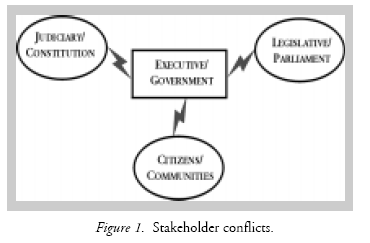 JUDICIARY/
CONSTITUTION
EXECUTIVE/
GOVERNMENT
LEGISLATIVE/
PARLIAMENT
CITIZENS/
COMMUNITIES
Figure 1. Stakeholder conflicts.